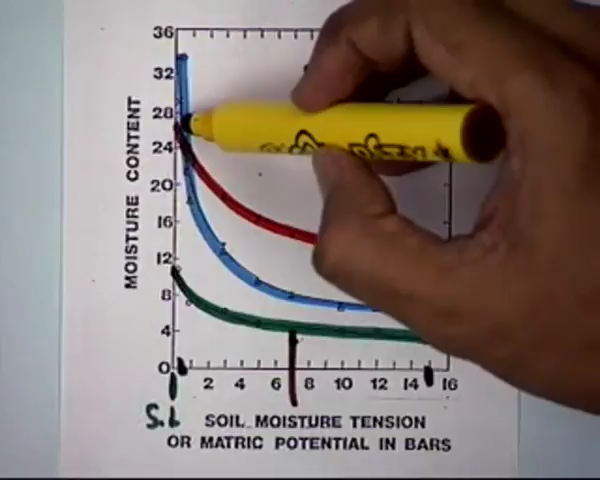 36
32
28
24
20
16
12
8
4
0
MOISTURE CONTENT
2 4 6 8 10 12 14 16
S.L
SOIL MOISTURE TENSION
OR MATRIC POTENTIAL IN BARS